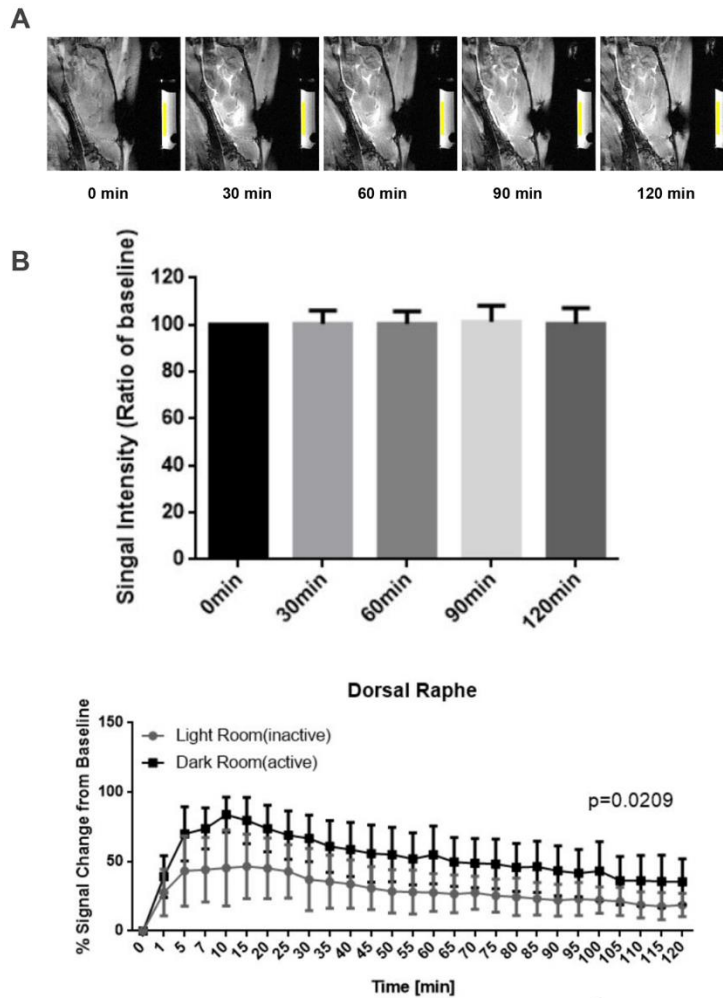 A
0 min 30 min 60 min 90 min 120 min
B
Singal Intensity (Ratio of baseline)
120
100
80
60
40
20
0
0min 30min 60min 90min 120min
Dorsal Raphe
% Signal Change from Baseline
150
100
50
0
Light Room(inactive)
Dark Room(active)
p=0.0209
0 1 5 7 10 15 20 25 30 35 40 45 50 55 60 65 70 75 80 85 90 95 100 105 110 115 120
Time [min]